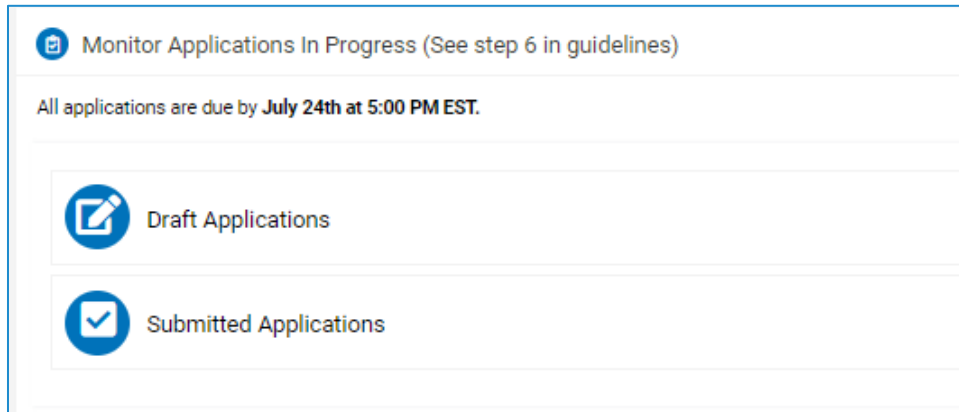 Monitor Applications In Progress (See step 6 in guidelines)
All applications are due by July 24th at 5:00 PM EST.
Draft Applications
Submitted Applications